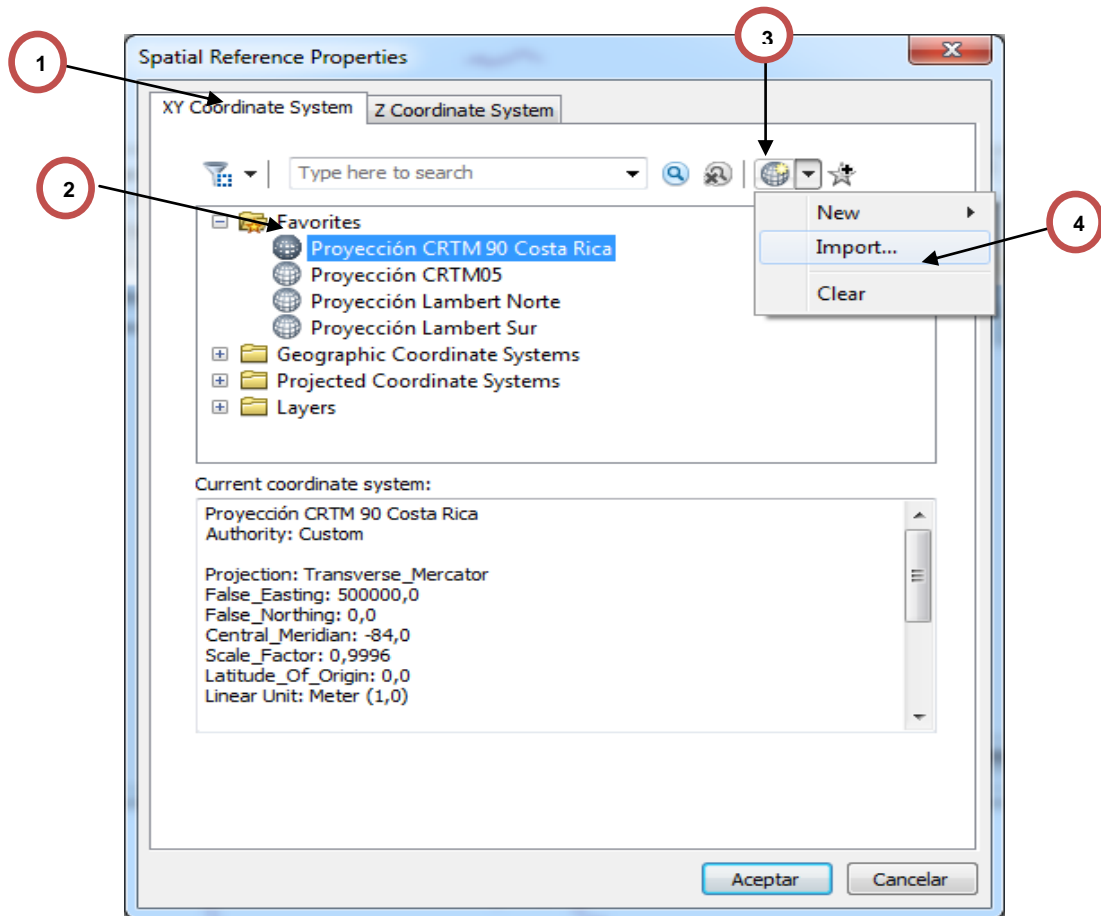 3
1
Spatial Reference Properties
XY Coordinate System
Z Coordinate System
Type here to search
2
New
Import...
4
Clear
Favorites
Proyección CRTM 90 Costa Rica
Proyección CRTM05
Proyección Lambert Norte
Proyección Lambert Sur
Geographic Coordinate Systems
Projected Coordinate Systems
Layers
Current coordinate system:
Proyección CRTM 90 Costa Rica
Authority: Custom
Projection: Transverse_Mercator
False_Easting: 500000,0
False_Northing: 0,0
Central_Meridian: -84,0
Scale_Factor: 0,9996
Latitude_Of_Origin: 0,0
Linear Unit: Meter (1,0)
Aceptar
Cancelar